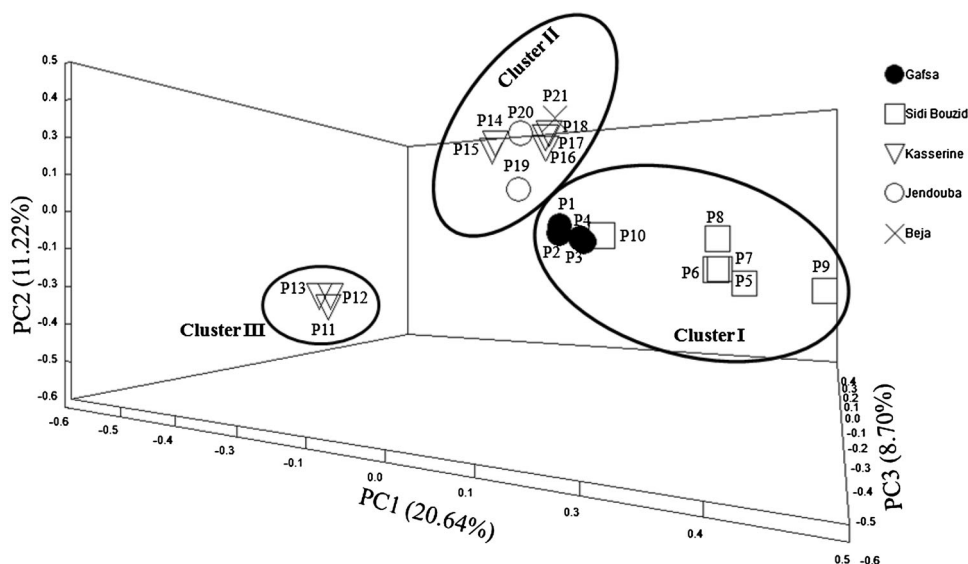 Cluster II
P21
P20
P14
P18
P15
P17
P16
P19
P1
P4
P2
P3
P10
P8
P6
P7
P5
P9
Cluster I
P13
P12
P11
Cluster III
Gafsa
Sidi Bouzid
Kasserine
Jendouba
Beja
PC2 (11.22%)
0.5
0.4
0.3
0.2
0.0
-0.1
-0.3
-0.4
-0.5
-0.6
PC1 (20.64%)
-0.6
-0.5
-0.4
-0.3
-0.1
0.0
0.1
0.3
0.4
0.5
PC3 (8.70%)
0.4
0.3
0.2
0.1
0.0
-0.1
-0.2
-0.3
-0.4
-0.5
-0.6